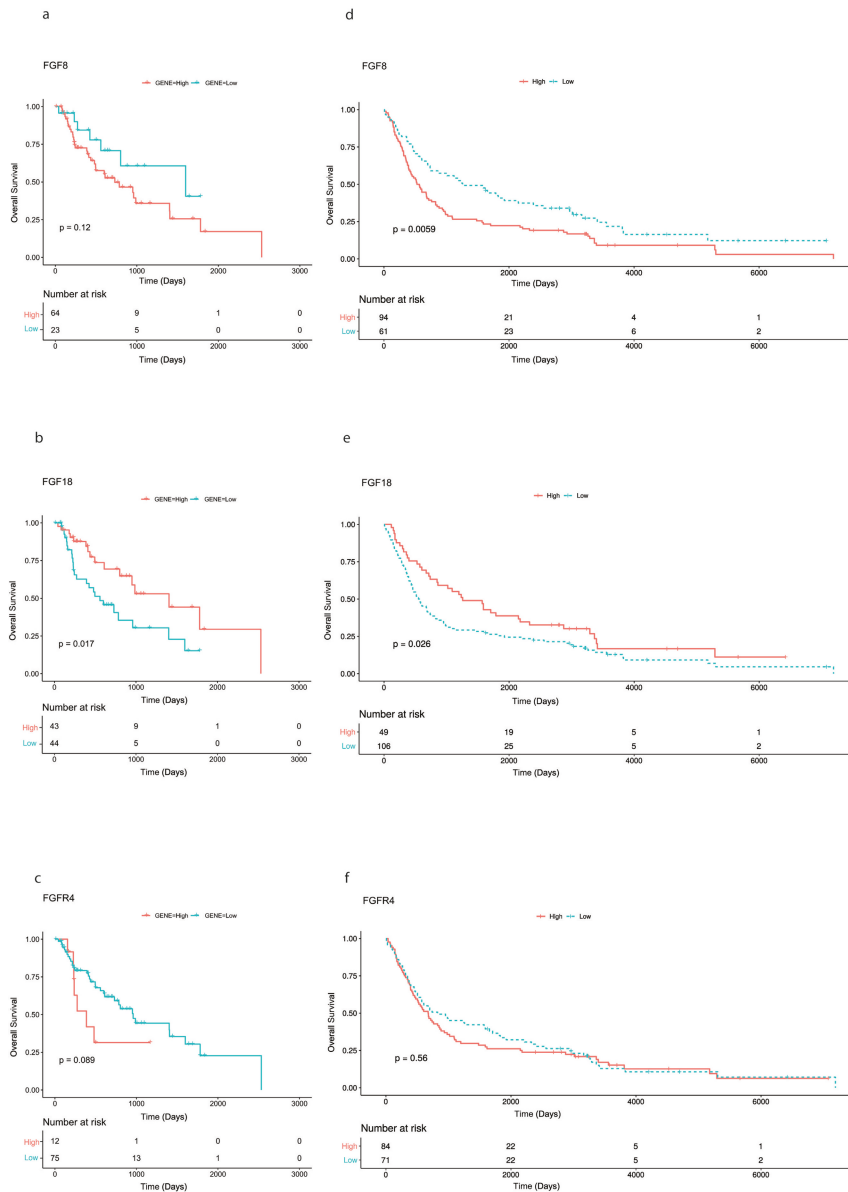 a
FGF8
GENE=High GENE=Low
Overall Survival
1.00
0.75
0.50
0.25
0.00
p = 0.12
0 1000 2000 3000
Time (Days)
Number at risk
High 64 9 1 0
Low 23 5 0 0
0 1000 2000 3000
Time (Days)
d
FGF8
High Low
Overall Survival
1.00
0.75
0.50
0.25
0.00
p = 0.0059
0 2000 4000 6000
Time (Days)
Number at risk
High 94 21 4 1
Low 61 23 6 2
0 2000 4000 6000
Time (Days)
b
FGF18
GENE=High GENE=Low
Overall Survival
1.00
0.75
0.50
0.25
0.00
p = 0.017
0 1000 2000 3000
Time (Days)
Number at risk
High 43 9 1 0
Low 44 5 0 0
0 1000 2000 3000
Time (Days)
e
FGF18
High Low
Overall Survival
1.00
0.75
0.50
0.25
0.00
p = 0.026
0 2000 4000 6000
Time (Days)
Number at risk
High 49 19 5 1
Low 106 25 5 2
0 2000 4000 6000
Time (Days)
c
FGFR4
GENE=High GENE=Low
Overall Survival
1.00
0.75
0.50
0.25
0.00
p = 0.089
0 1000 2000 3000
Time (Days)
Number at risk
High 12 1 0 0
Low 75 13 1 0
0 1000 2000 3000
Time (Days)
f
FGFR4
High Low
Overall Survival
1.00
0.75
0.50
0.25
0.00
p = 0.56
0 2000 4000 6000
Time (Days)
Number at risk
High 84 22 5 1
Low 71 22 5 2
0 2000 4000 6000
Time (Days)